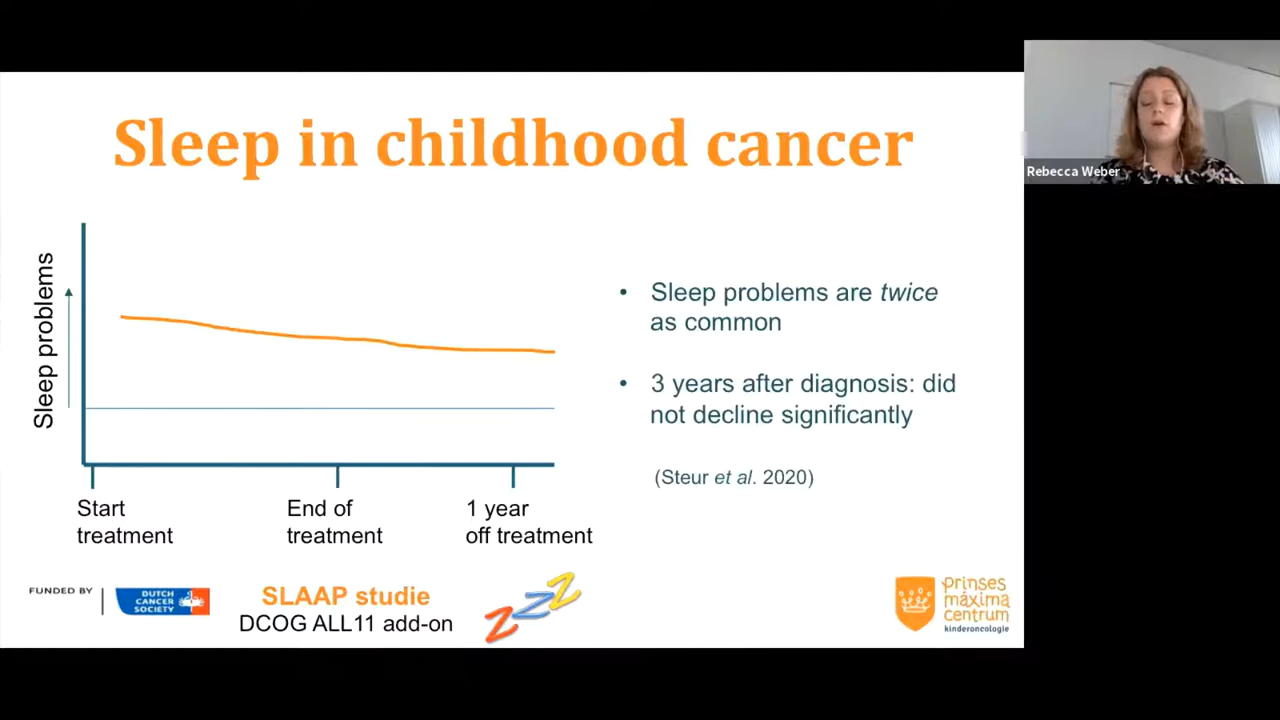 Sleep in childhood cancer
Rebecca Weber
Sleep problems
• Sleep problems are twice
as common
• 3 years after diagnosis: did
not decline significantly
(Steur et al. 2020)
Start
treatment
End of
treatment
1 year
off treatment
FUNDED BY
DUTCH
CANCER
SOCIETY
SLAAP studie
DCOG ALL11 add-on
ZZZ
prinses
máxima
centrum
kinderoncologie